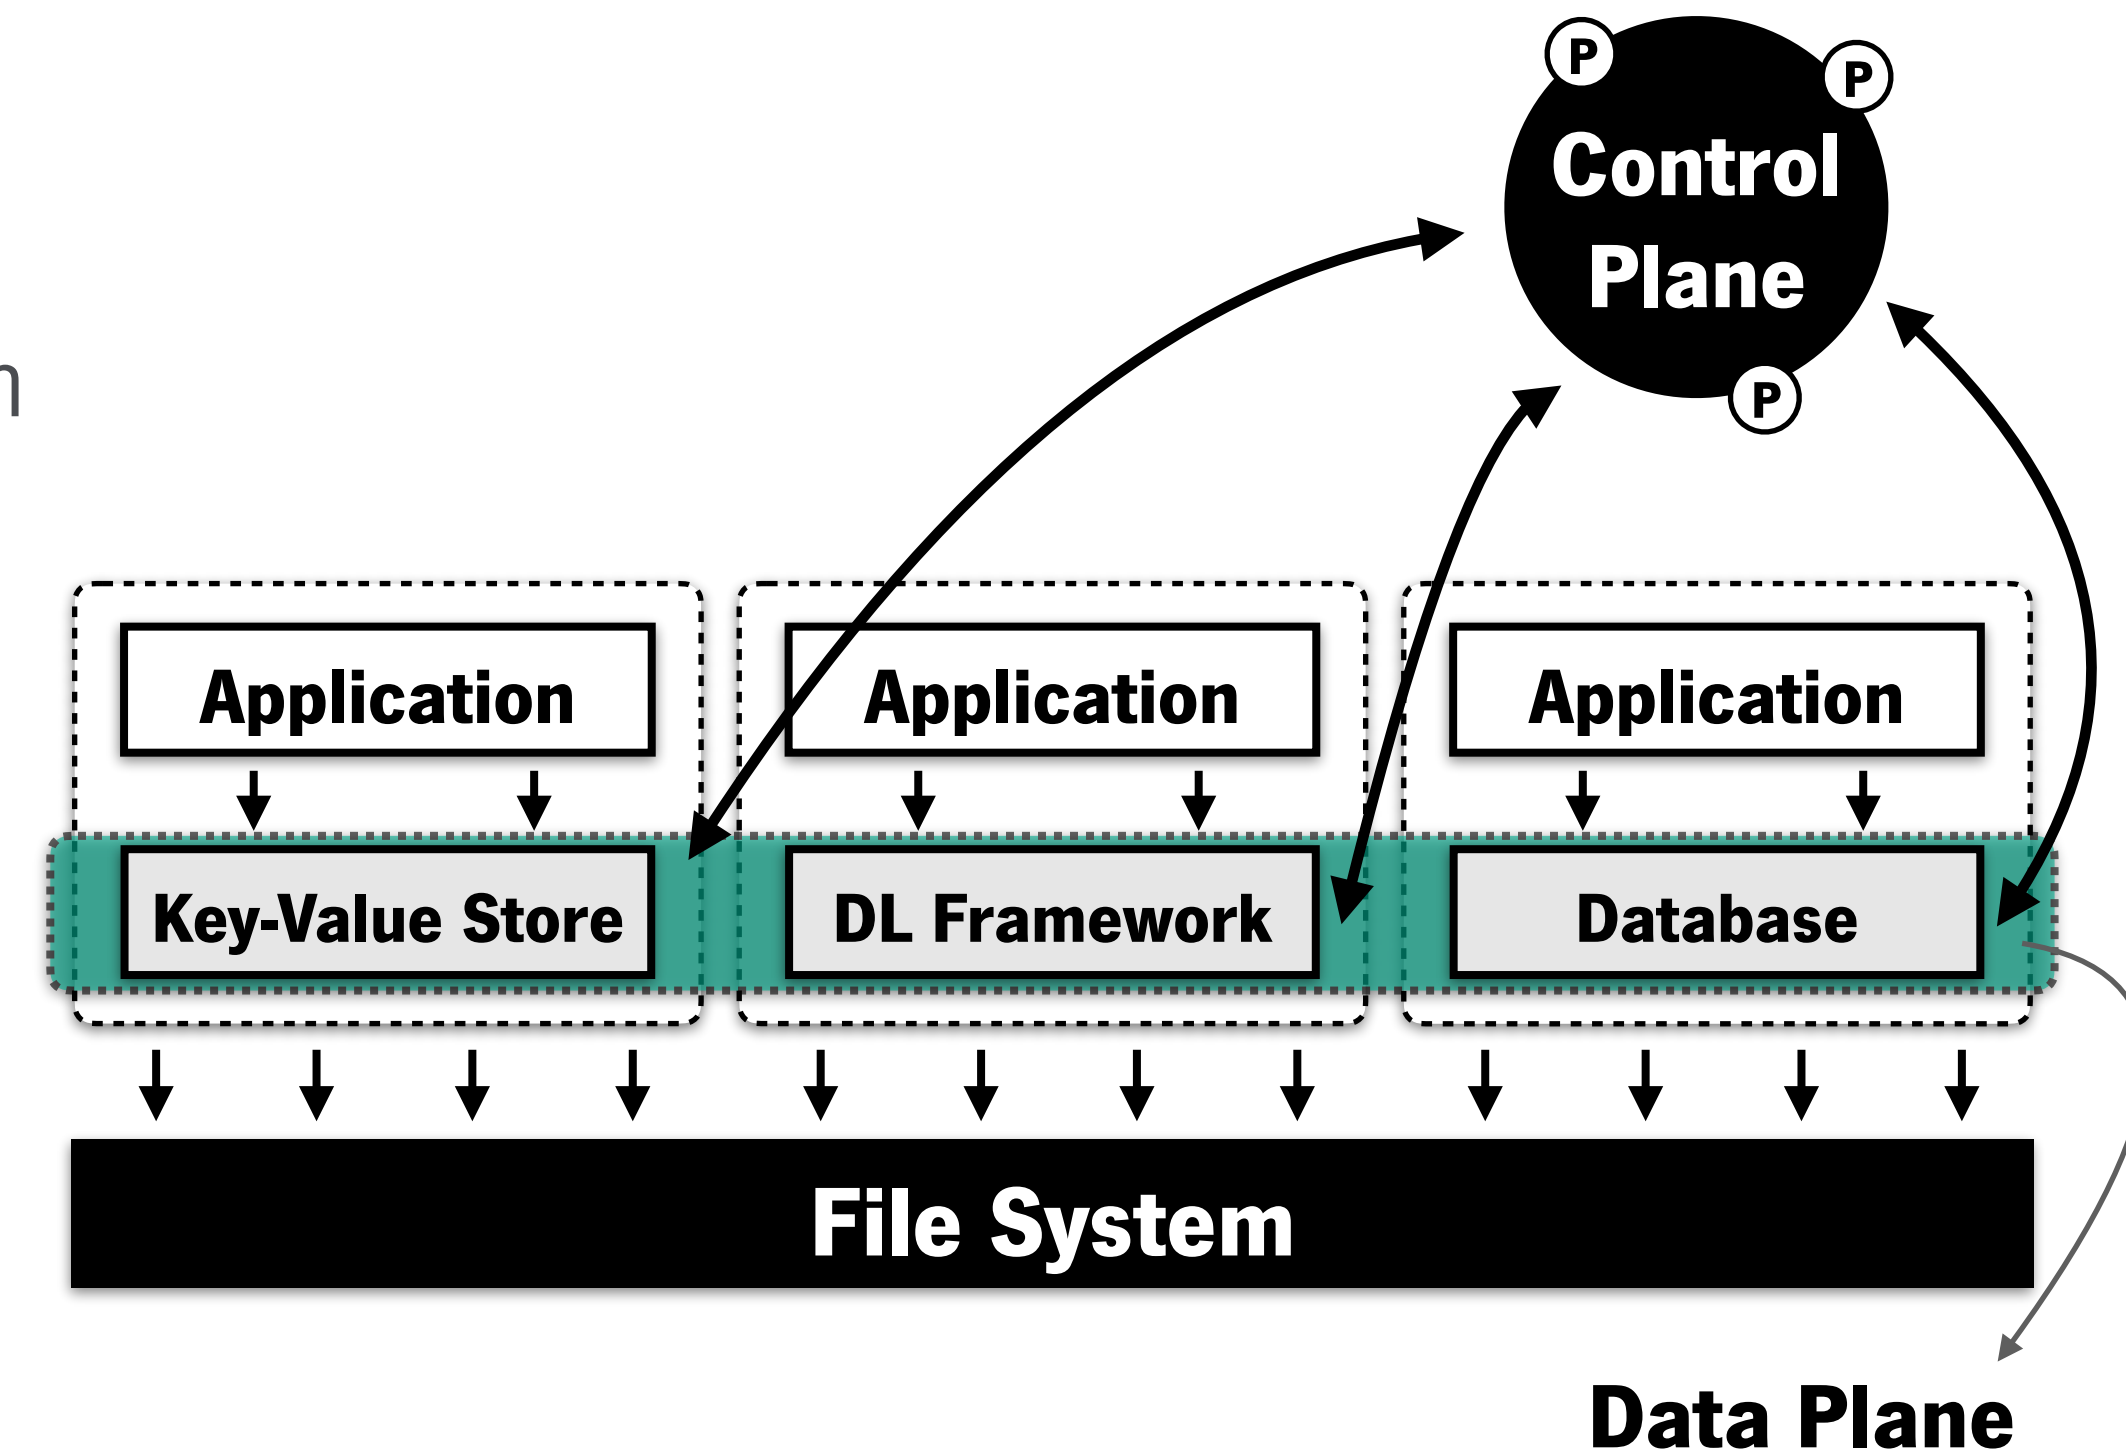 P
P
Control
Plane
P
n
Application
Application
Application
Key-Value Store
DL Framework
Database
File System
Data Plane